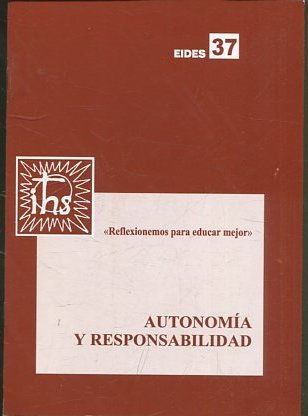 EIDES 37
ihs
«Reflexionemos para educar mejor»
AUTONOMÍA
Y RESPONSABILIDAD